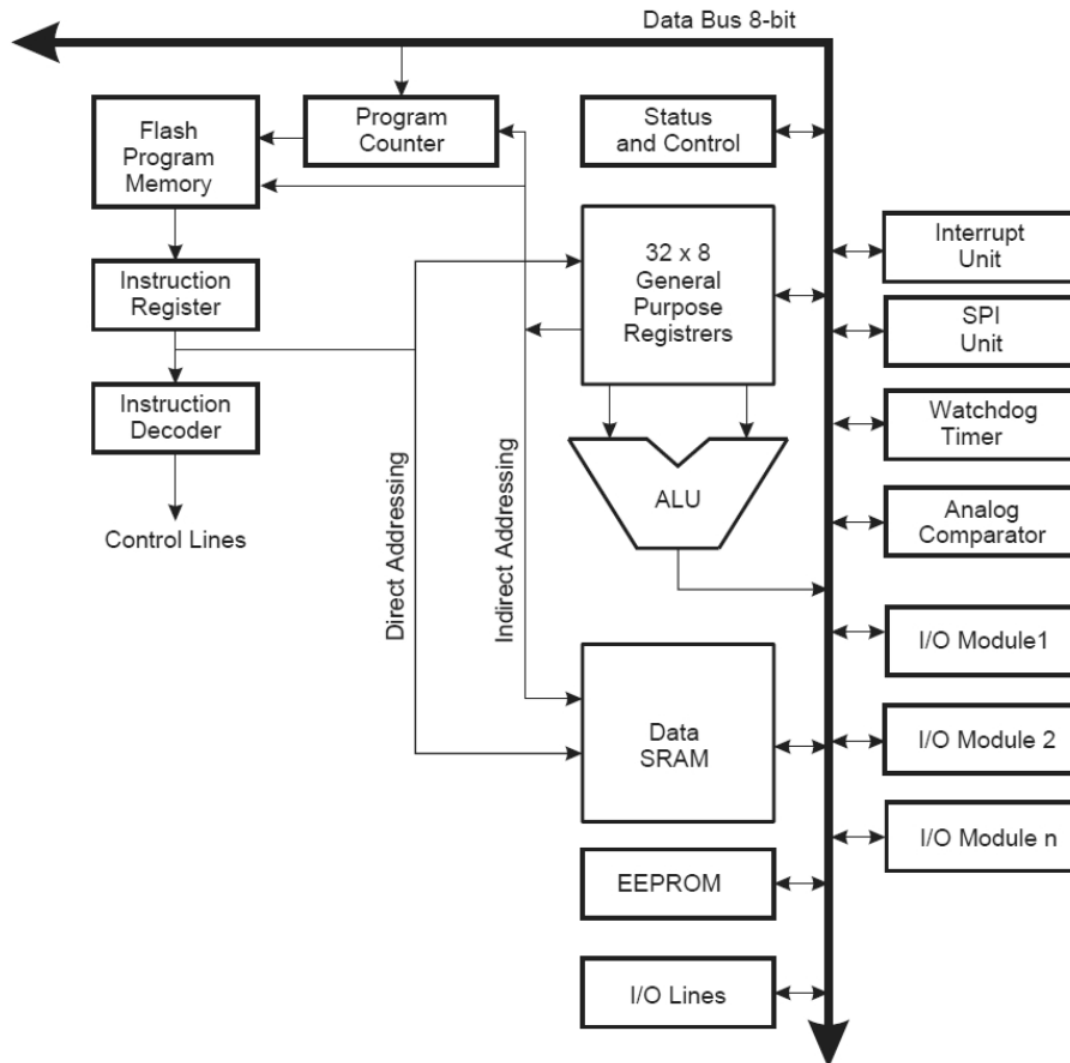 Data Bus 8-bit
Flash
Program
Memory
Program
Counter
Status
and Control
32 x 8
General
Purpose
Registrers
Interrupt
Unit
Instruction
Register
SPI
Unit
Instruction
Decoder
Watchdog
Timer
Control Lines
Direct Addressing
Indirect Addressing
ALU
Analog
Comparator
I/O Module1
Data
SRAM
I/O Module 2
I/O Module n
EEPROM
I/O Lines